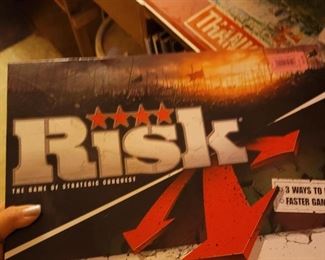 Risk
THE GAME OF STRATEGIC CONQUEST
3 WAYS TO
FASTER GAM